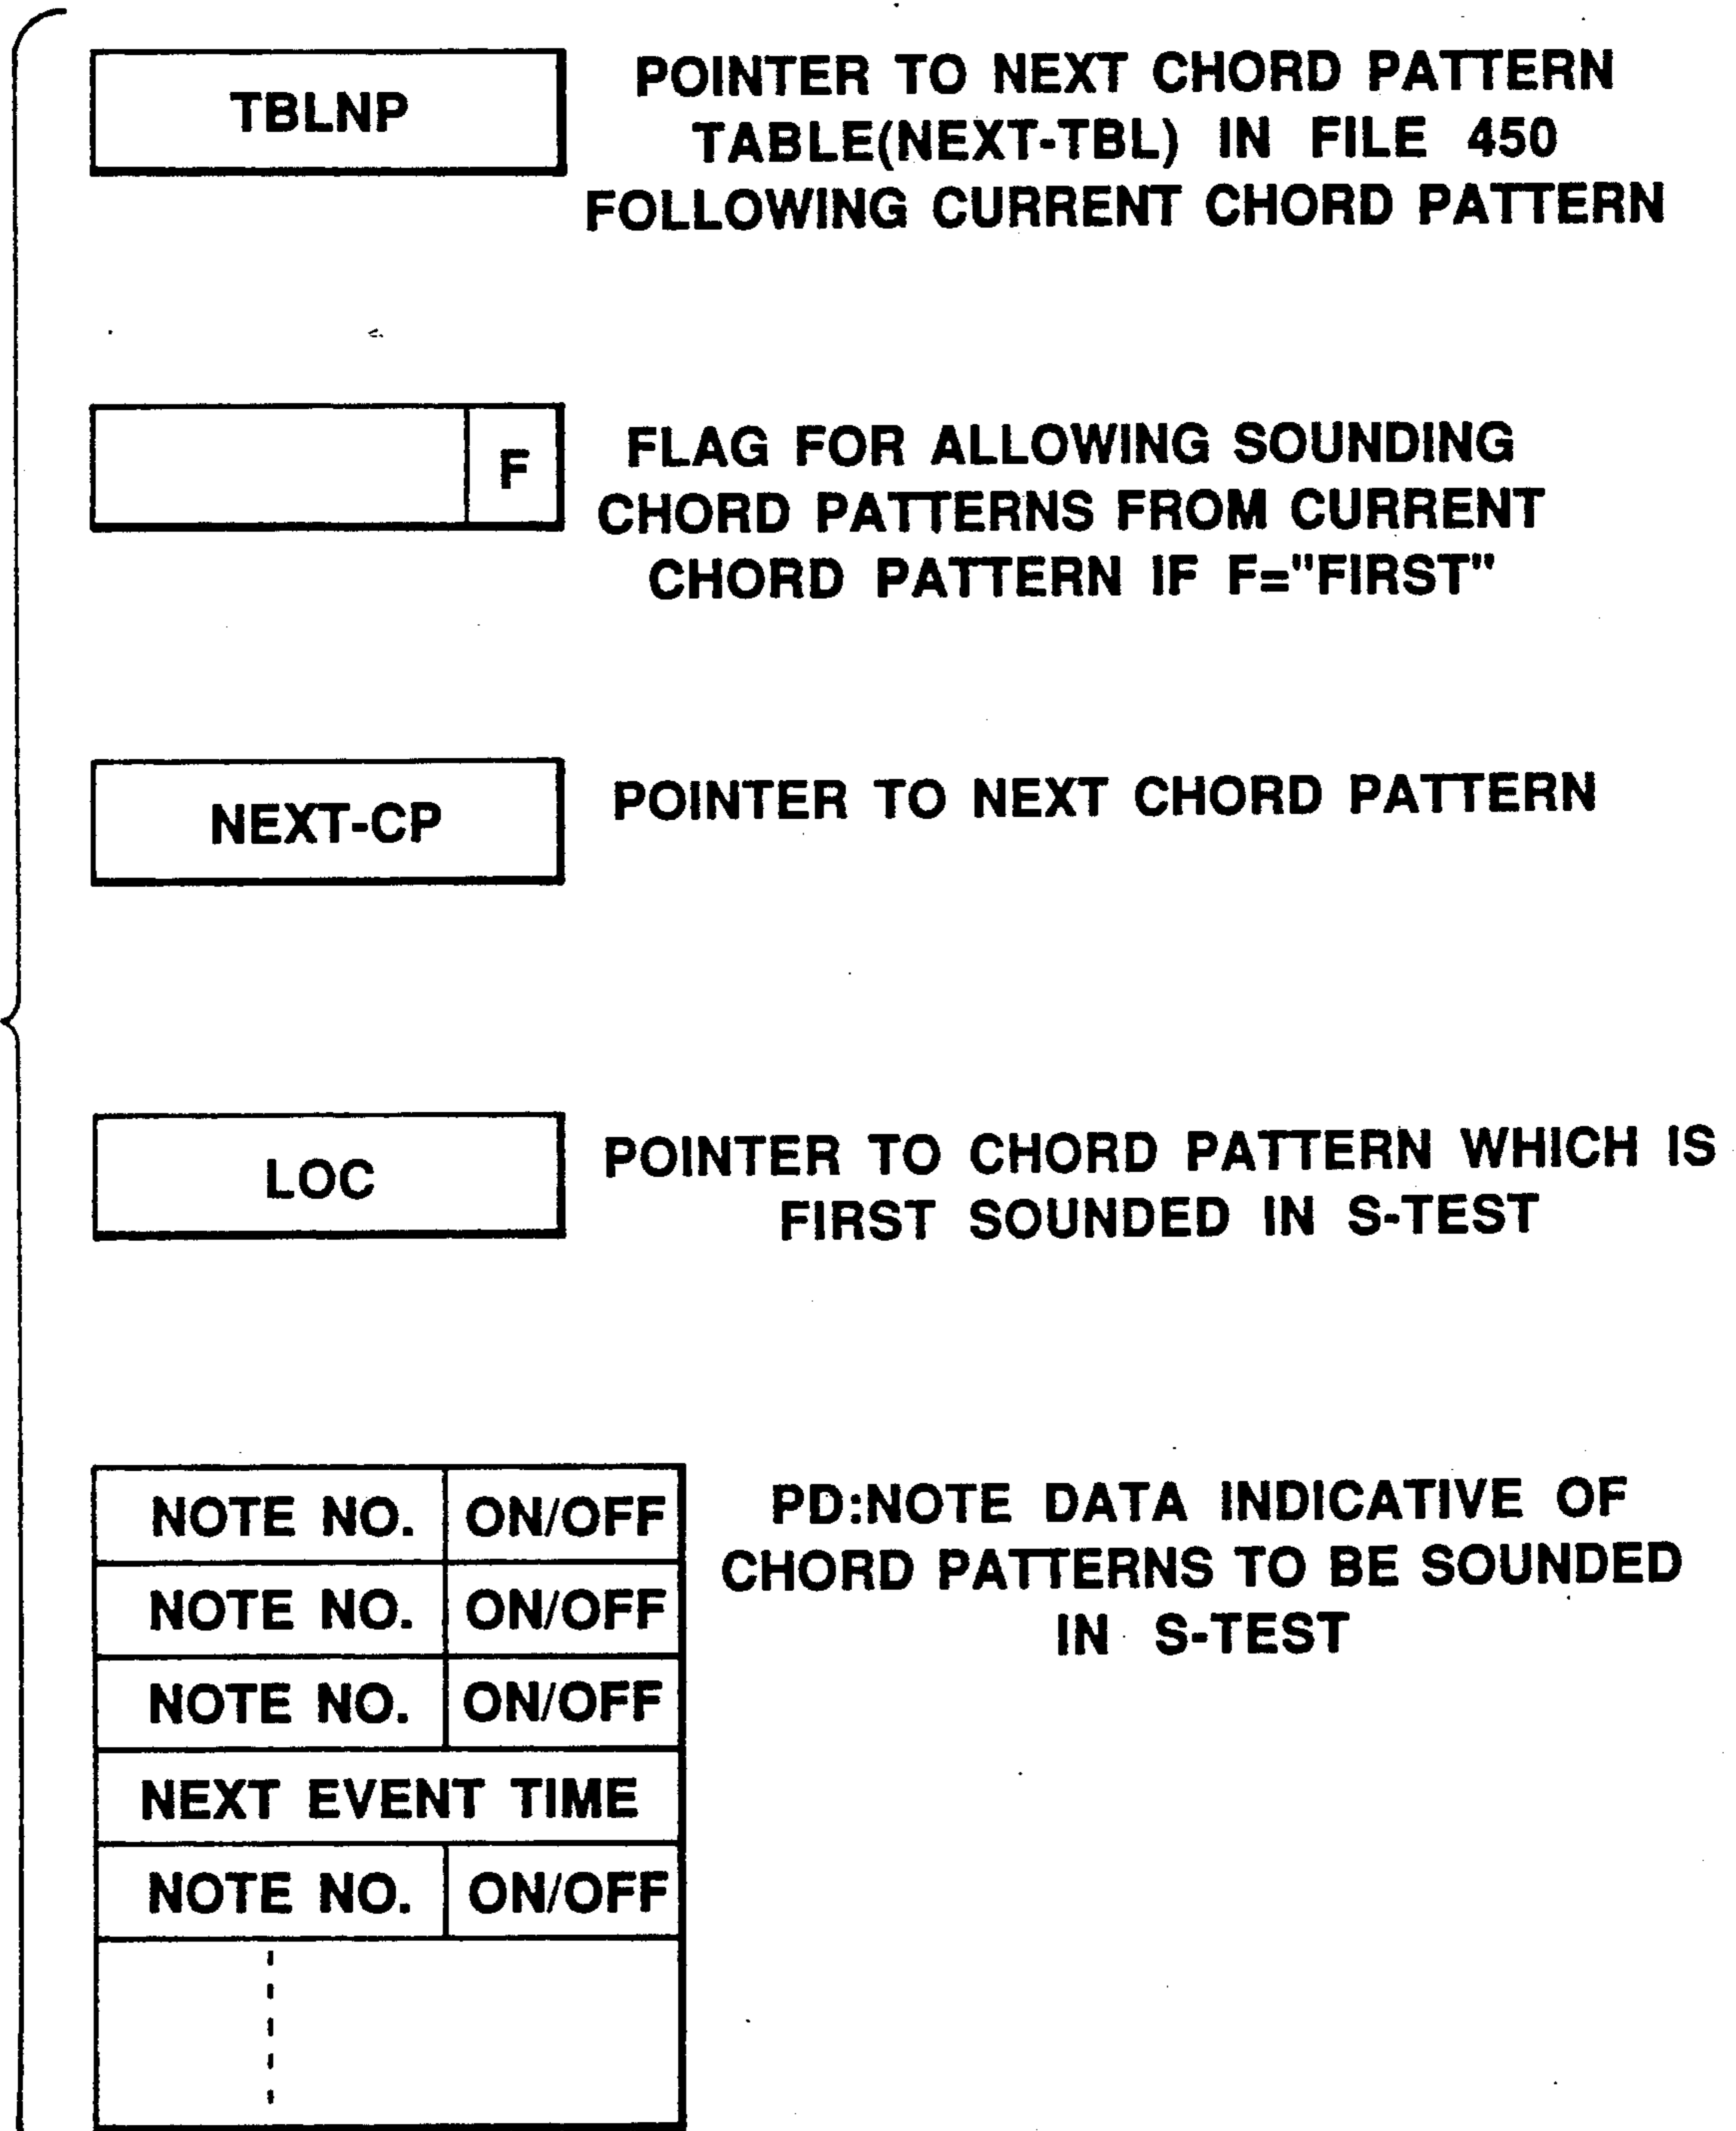 TBLNP
POINTER TO NEXT CHORD PATTERN
TABLE(NEXT-TBL) IN FILE 450
FOLLOWING CURRENT CHORD PATTERN
F
FLAG FOR ALLOWING SOUNDING
CHORD PATTERNS FROM CURRENT
CHORD PATTERN IF F="FIRST"
NEXT-CP
POINTER TO NEXT CHORD PATTERN
LOC
POINTER TO CHORD PATTERN WHICH IS
FIRST SOUNDED IN S-TEST
NOTE NO. ON/OFF
NOTE NO. ON/OFF
NOTE NO. ON/OFF
NEXT EVENT TIME
NOTE NO. ON/OFF
PD:NOTE DATA INDICATIVE OF
CHORD PATTERNS TO BE SOUNDED
IN S-TEST